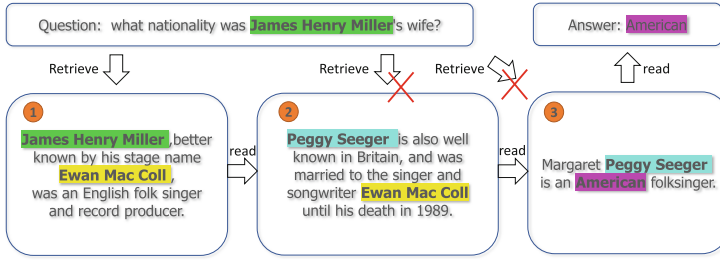 Question: what nationality was James Henry Miller's wife?
Answer: American
Retrieve
Retrieve
Retrieve
read
1
James Henry Miller ,better
known by his stage name
Ewan Mac Coll,
was an English folk singer
and record producer.
read
2
Peggy Seeger is also well
known in Britain, and was
married to the singer and
songwriter Ewan Mac Coll
until his death in 1989.
read
3
Margaret Peggy Seeger
is an American folksinger.